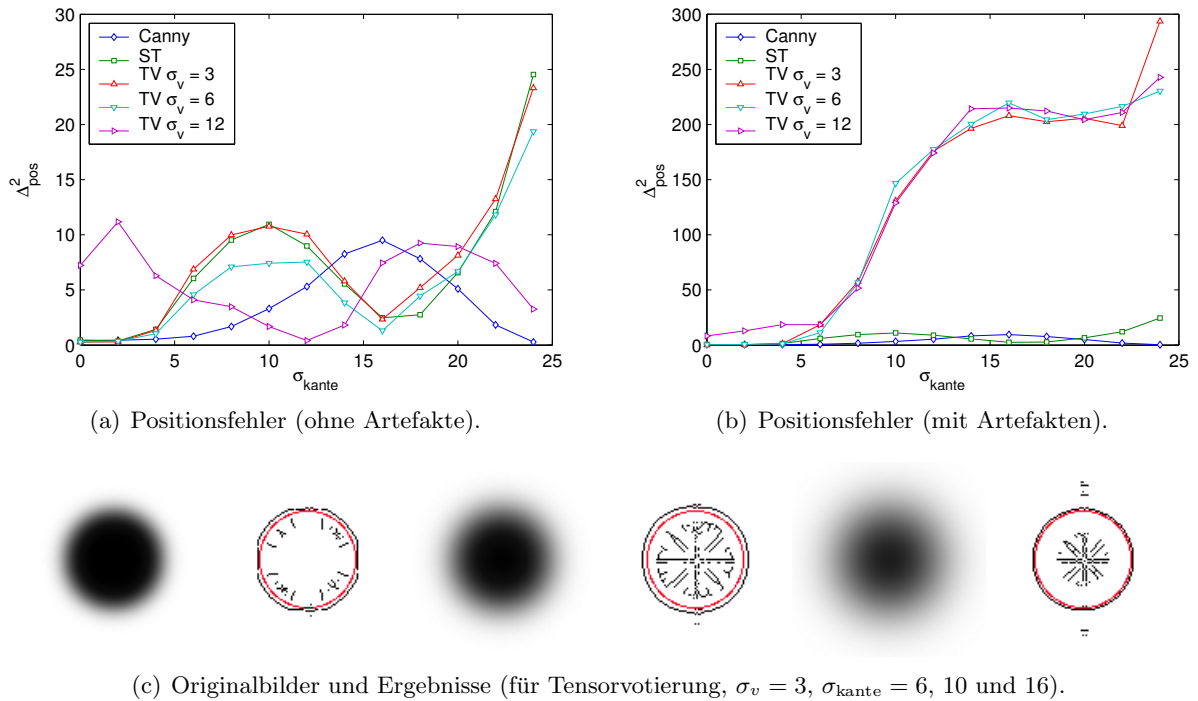 30
25
20
15
10
5
0
0 5 10 15 20 25
Δ²pos
σkante
Canny
ST
TV σv = 3
TV σv = 6
TV σv = 12
(a) Positionsfehler (ohne Artefakte).
300
250
200
150
100
50
0
0 5 10 15 20 25
Δ²pos
σkante
Canny
ST
TV σv = 3
TV σv = 6
TV σv = 12
(b) Positionsfehler (mit Artefakten).
(c) Originalbilder und Ergebnisse (für Tensorvotierung, σv = 3, σkante = 6, 10 und 16).